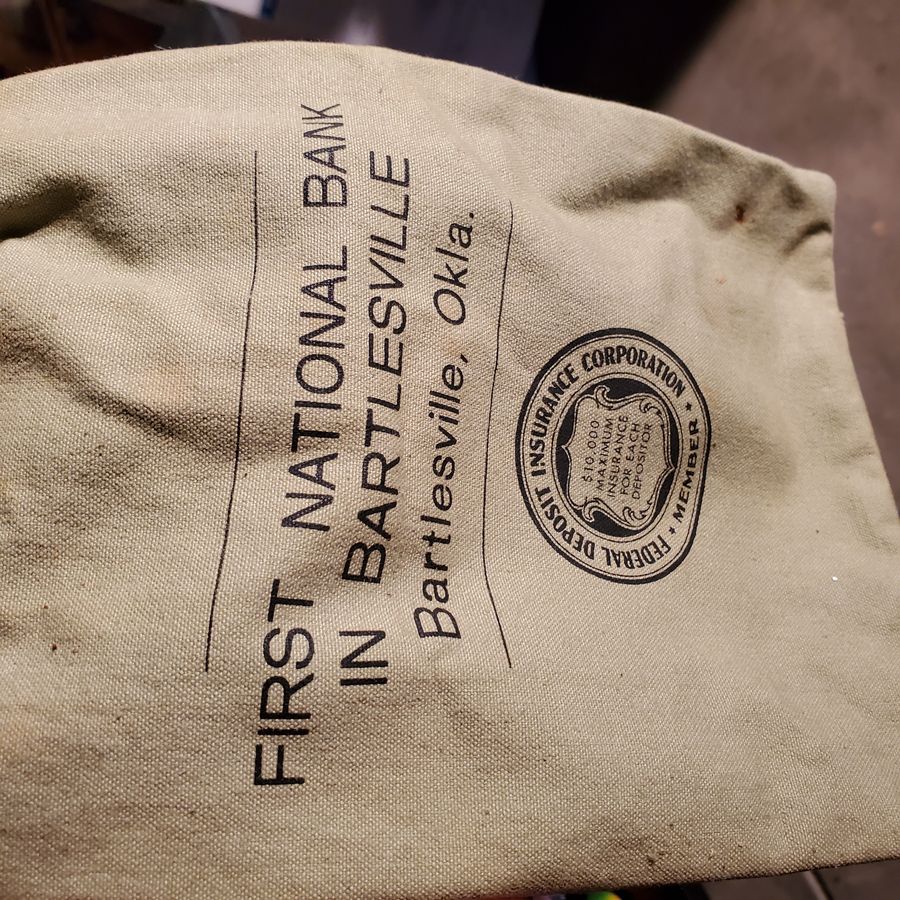 FIRST NATIONAL BANK
IN BARTLESVILLE
Bartlesville, Okla.
FEDERAL DEPOSIT INSURANCE CORPORATION
MEMBER
$10,000
MAXIMUM
INSURANCE
FOR EACH
DEPOSITOR